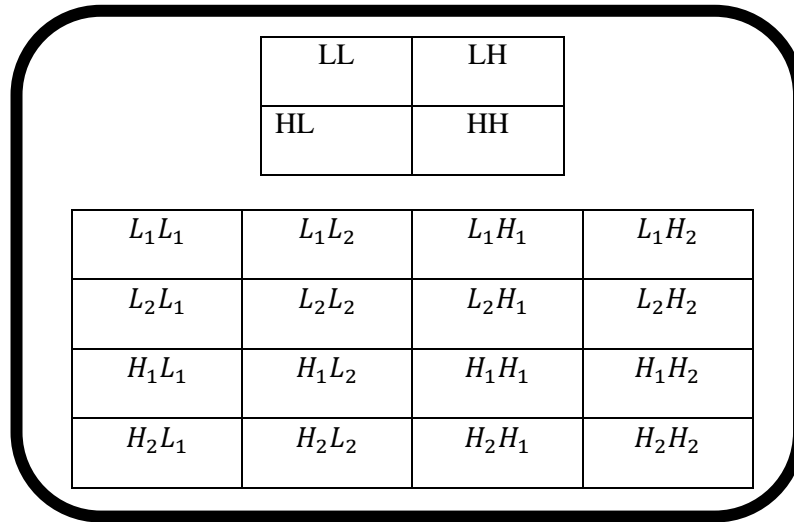 LL LH
HL HH
L₁L₁ L₁L₂ L₁H₁ L₁H₂
L₂L₁ L₂L₂ L₂H₁ L₂H₂
H₁L₁ H₁L₂ H₁H₁ H₁H₂
H₂L₁ H₂L₂ H₂H₁ H₂H₂